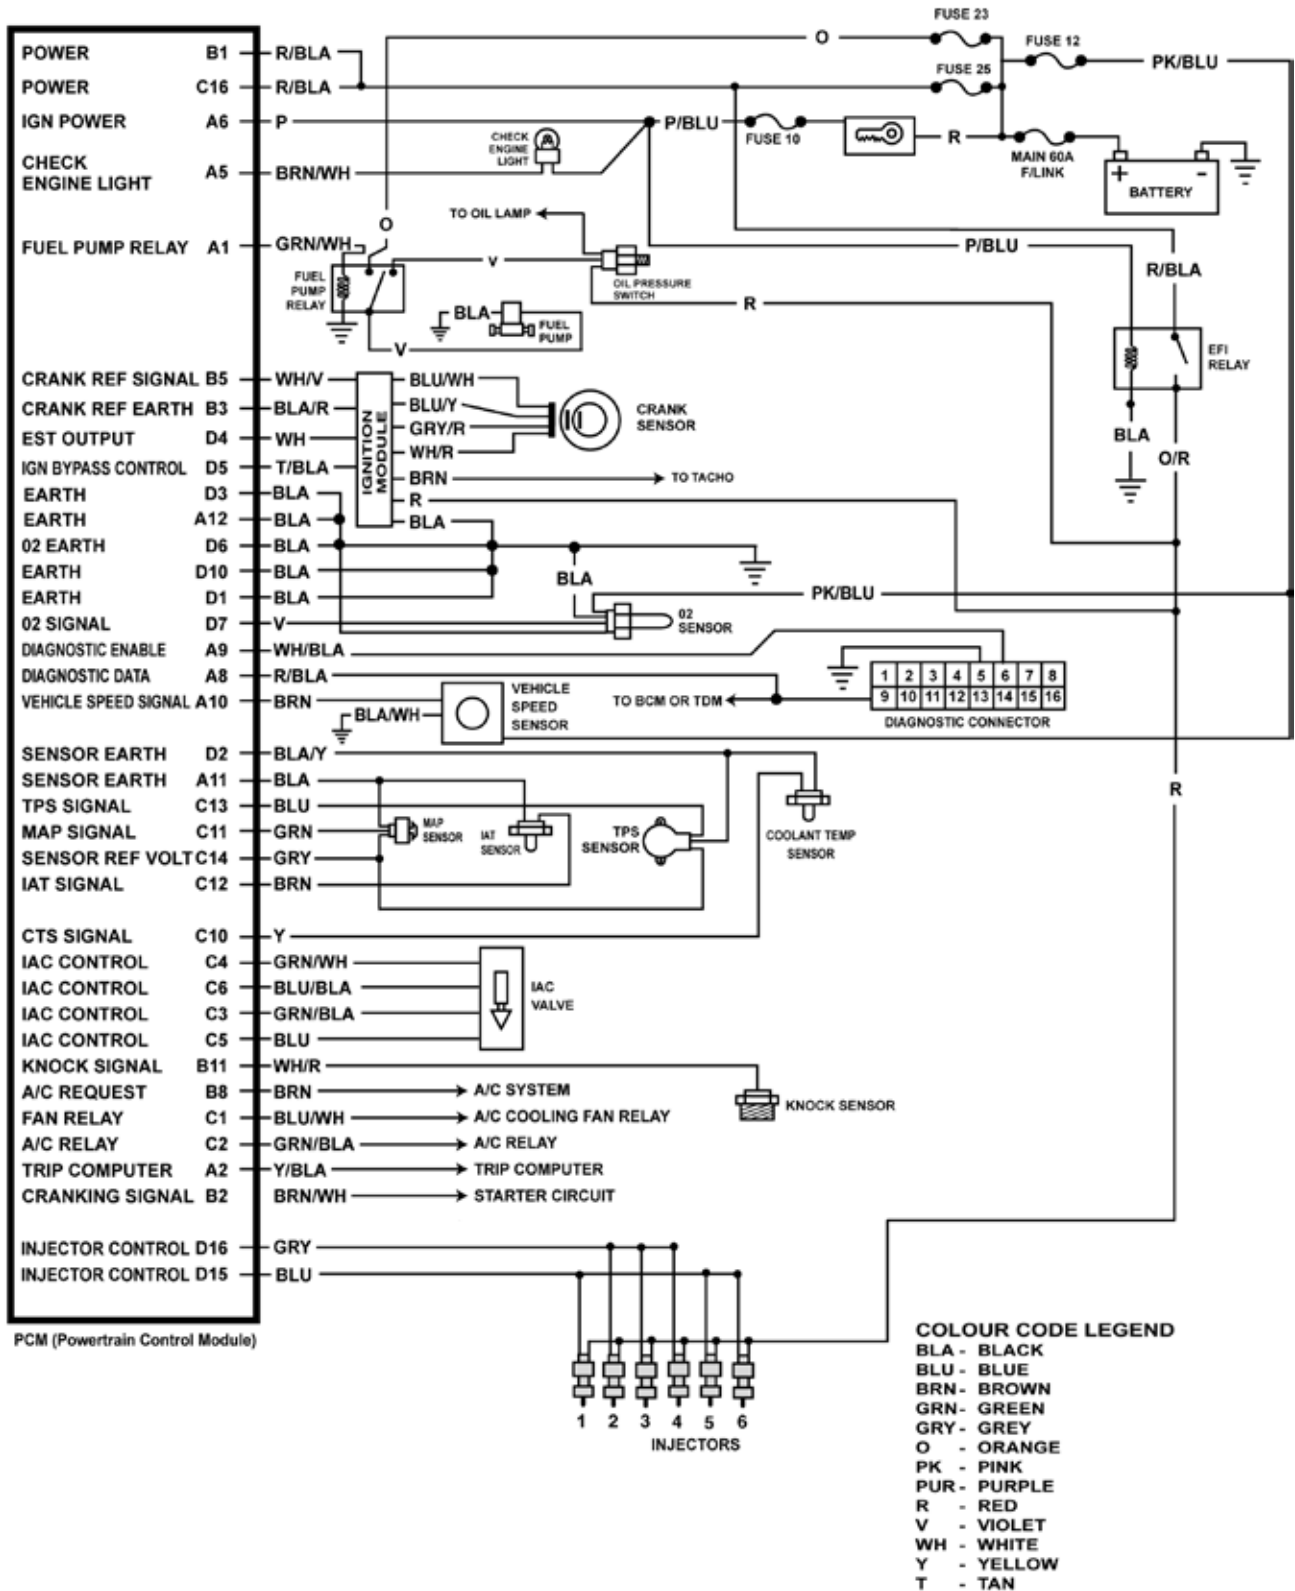 FUSE 23
O
FUSE 12
POWER B1 R/BLA
PK/BLU
FUSE 25
POWER C16 R/BLA
IGN POWER A6 P
P/BLU
FUSE 10
R
MAIN 60A
F/LINK
CHECK
ENGINE
LIGHT
CHECK
ENGINE LIGHT A5 BRN/WH
+ -
BATTERY
TO OIL LAMP
O
FUEL PUMP RELAY A1 GRN/WH
P/BLU
V
R/BLA
FUEL
PUMP
RELAY
OIL PRESSURE
SWITCH
R
BLA
FUEL
PUMP
V
EFI
RELAY
CRANK REF SIGNAL B5 WH/V
BLU/WH
CRANK REF EARTH B3 BLA/R
BLU/Y
CRANK
SENSOR
GRY/R
EST OUTPUT D4 WH
WH/R
BLA
O/R
IGN BYPASS CONTROL D5 T/BLA
IGNITION
MODULE
BRN
TO TACHO
EARTH D3 BLA
R
EARTH A12 BLA
BLA
02 EARTH D6 BLA
EARTH D10 BLA
BLA
EARTH D1 BLA
PK/BLU
02 SIGNAL D7 V
02
SENSOR
DIAGNOSTIC ENABLE A9 WH/BLA
DIAGNOSTIC DATA A8 R/BLA
1 2 3 4 5 6 7 8
9 10 11 12 13 14 15 16
DIAGNOSTIC CONNECTOR
VEHICLE SPEED SIGNAL A10 BRN
VEHICLE
SPEED
SENSOR
TO BCM OR TDM
BLA/WH
SENSOR EARTH D2 BLA/Y
SENSOR EARTH A11 BLA
R
TPS SIGNAL C13 BLU
MAP SIGNAL C11 GRN
MAP
SENSOR
IAT
SENSOR
TPS
SENSOR
COOLANT TEMP
SENSOR
SENSOR REF VOLT C14 GRY
IAT SIGNAL C12 BRN
CTS SIGNAL C10 Y
IAC CONTROL C4 GRN/WH
IAC CONTROL C6 BLU/BLA
IAC
VALVE
IAC CONTROL C3 GRN/BLA
IAC CONTROL C5 BLU
KNOCK SIGNAL B11 WH/R
KNOCK SENSOR
A/C REQUEST B8 BRN A/C SYSTEM
FAN RELAY C1 BLU/WH A/C COOLING FAN RELAY
A/C RELAY C2 GRN/BLA A/C RELAY
TRIP COMPUTER A2 Y/BLA TRIP COMPUTER
CRANKING SIGNAL B2 BRN/WH STARTER CIRCUIT
INJECTOR CONTROL D16 GRY
INJECTOR CONTROL D15 BLU
PCM (Powertrain Control Module)
1 2 3 4 5 6
INJECTORS
COLOUR CODE LEGEND
BLA - BLACK
BLU - BLUE
BRN - BROWN
GRN - GREEN
GRY - GREY
O - ORANGE
PK - PINK
PUR - PURPLE
R - RED
V - VIOLET
WH - WHITE
Y - YELLOW
T - TAN